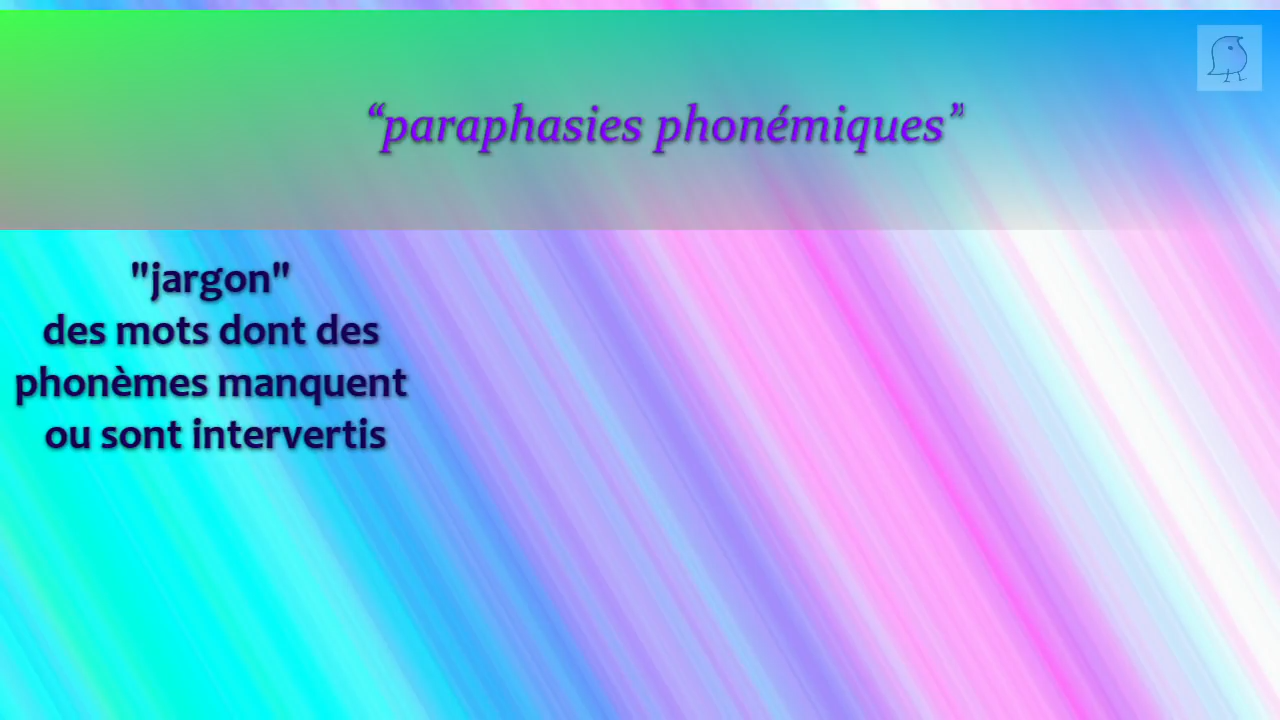 “paraphasies phonémiques”
"jargon"
des mots dont des
phonèmes manquent
ou sont intervertis